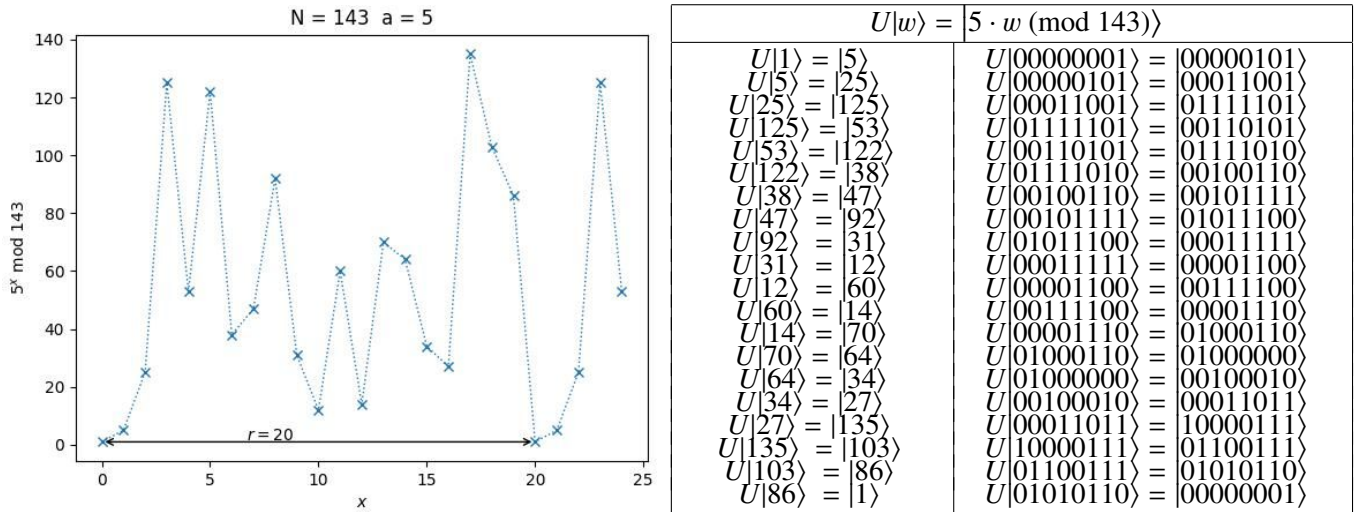 N = 143 a = 5
140
120
100
80
60
40
20
0
5ˣ mod 143
r = 20
0 5 10 15 20 25
x
U|w⟩ = |5 · w (mod 143)⟩
U|1⟩ = |5⟩ U|00000001⟩ = |00000101⟩
U|5⟩ = |25⟩ U|00000101⟩ = |00011001⟩
U|25⟩ = |125⟩ U|00011001⟩ = |01111101⟩
U|125⟩ = |53⟩ U|01111101⟩ = |00110101⟩
U|53⟩ = |122⟩ U|00110101⟩ = |01111010⟩
U|122⟩ = |38⟩ U|01111010⟩ = |00100110⟩
U|38⟩ = |47⟩ U|00100110⟩ = |00101111⟩
U|47⟩ = |92⟩ U|00101111⟩ = |01011100⟩
U|92⟩ = |31⟩ U|01011100⟩ = |00011111⟩
U|31⟩ = |12⟩ U|00011111⟩ = |00001100⟩
U|12⟩ = |60⟩ U|00001100⟩ = |00111100⟩
U|60⟩ = |14⟩ U|00111100⟩ = |00001110⟩
U|14⟩ = |70⟩ U|00001110⟩ = |01000110⟩
U|70⟩ = |64⟩ U|01000110⟩ = |01000000⟩
U|64⟩ = |34⟩ U|01000000⟩ = |00100010⟩
U|34⟩ = |27⟩ U|00100010⟩ = |00011011⟩
U|27⟩ = |135⟩ U|00011011⟩ = |10000111⟩
U|135⟩ = |103⟩ U|10000111⟩ = |01100111⟩
U|103⟩ = |86⟩ U|01100111⟩ = |01010110⟩
U|86⟩ = |1⟩ U|01010110⟩ = |00000001⟩